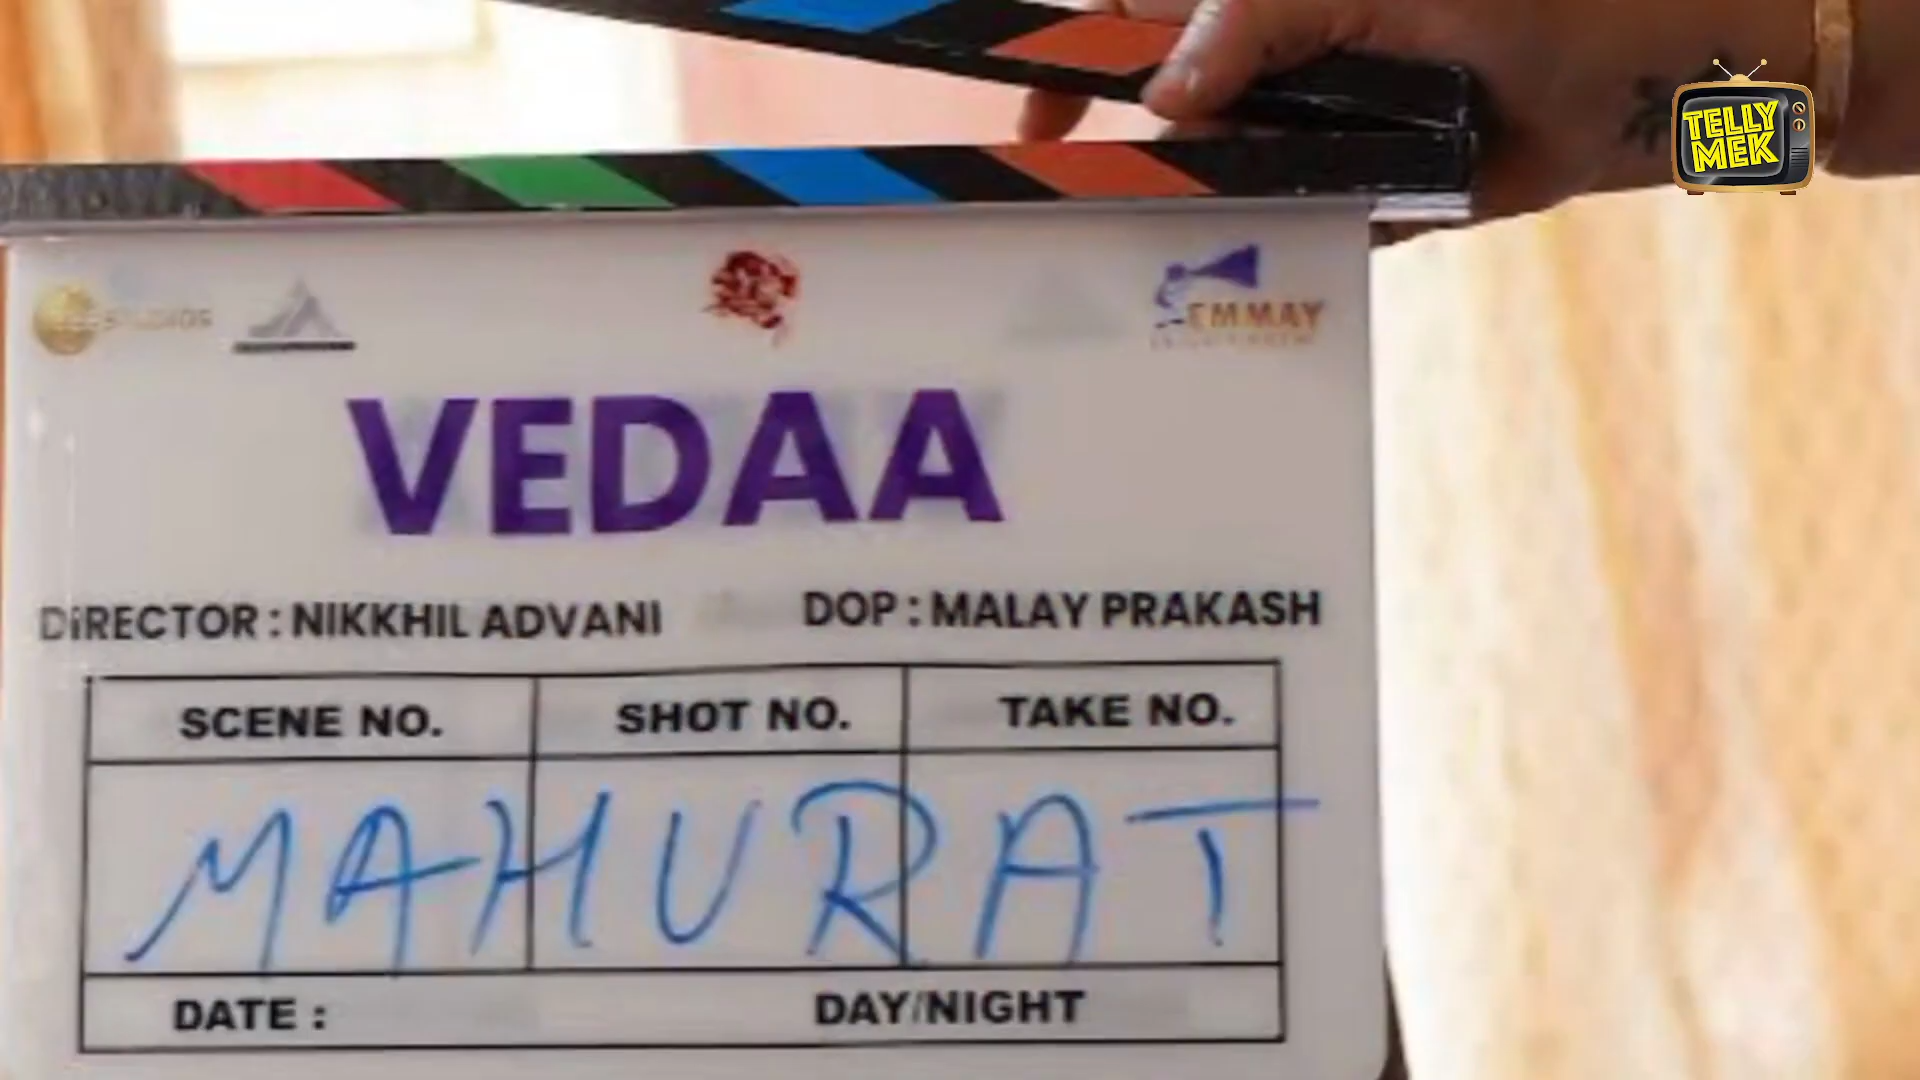 TELLY
MEK
STUDIOS
EMMAY
VEDAA
DiRECTOR : NIKKHIL ADVANI DOP : MALAY PRAKASH
SCENE NO. SHOT NO. TAKE NO.
MAHURAT
DATE : DAY/NIGHT